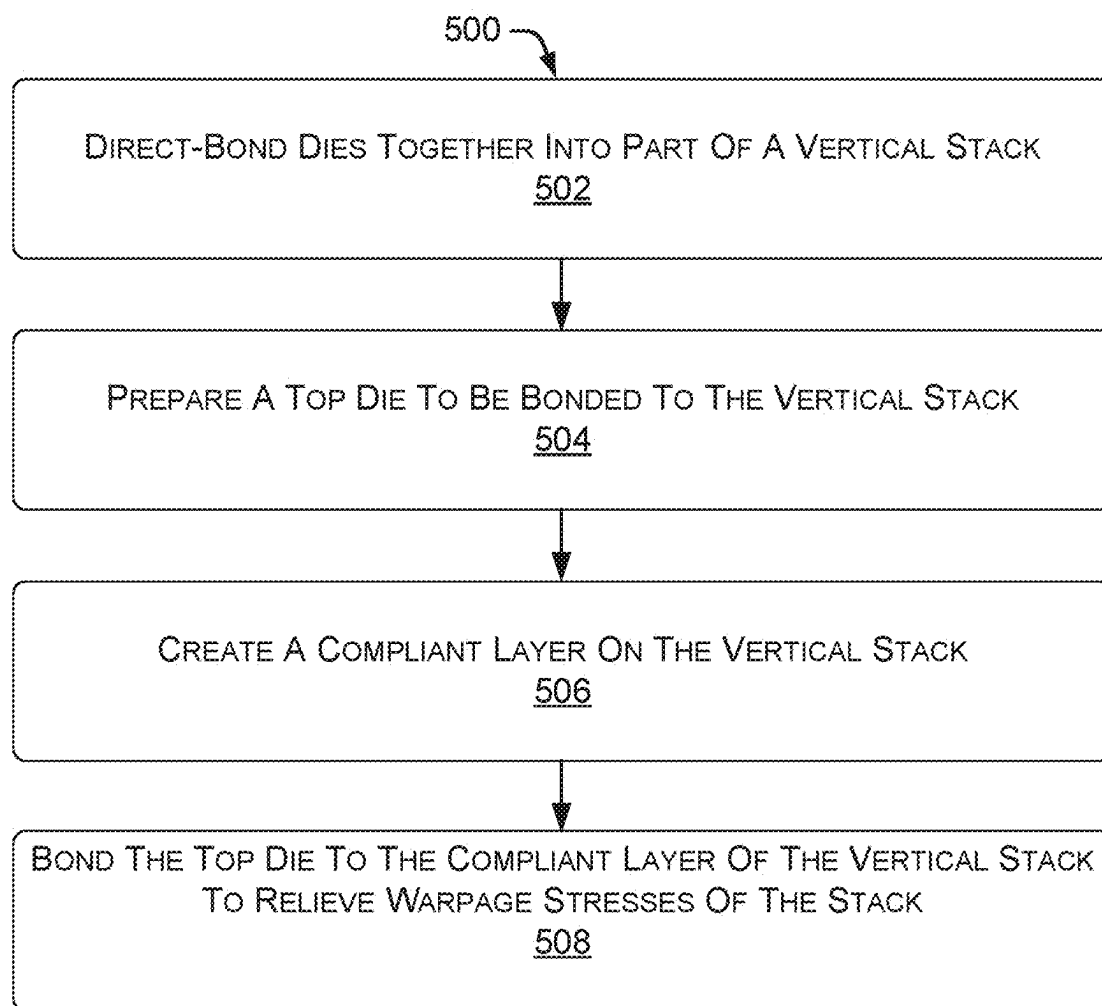 500
DIRECT-BOND DIES TOGETHER INTO PART OF A VERTICAL STACK
502
PREPARE A TOP DIE TO BE BONDED TO THE VERTICAL STACK
504
CREATE A COMPLIANT LAYER ON THE VERTICAL STACK
506
BOND THE TOP DIE TO THE COMPLIANT LAYER OF THE VERTICAL STACK
TO RELIEVE WARPAGE STRESSES OF THE STACK
508